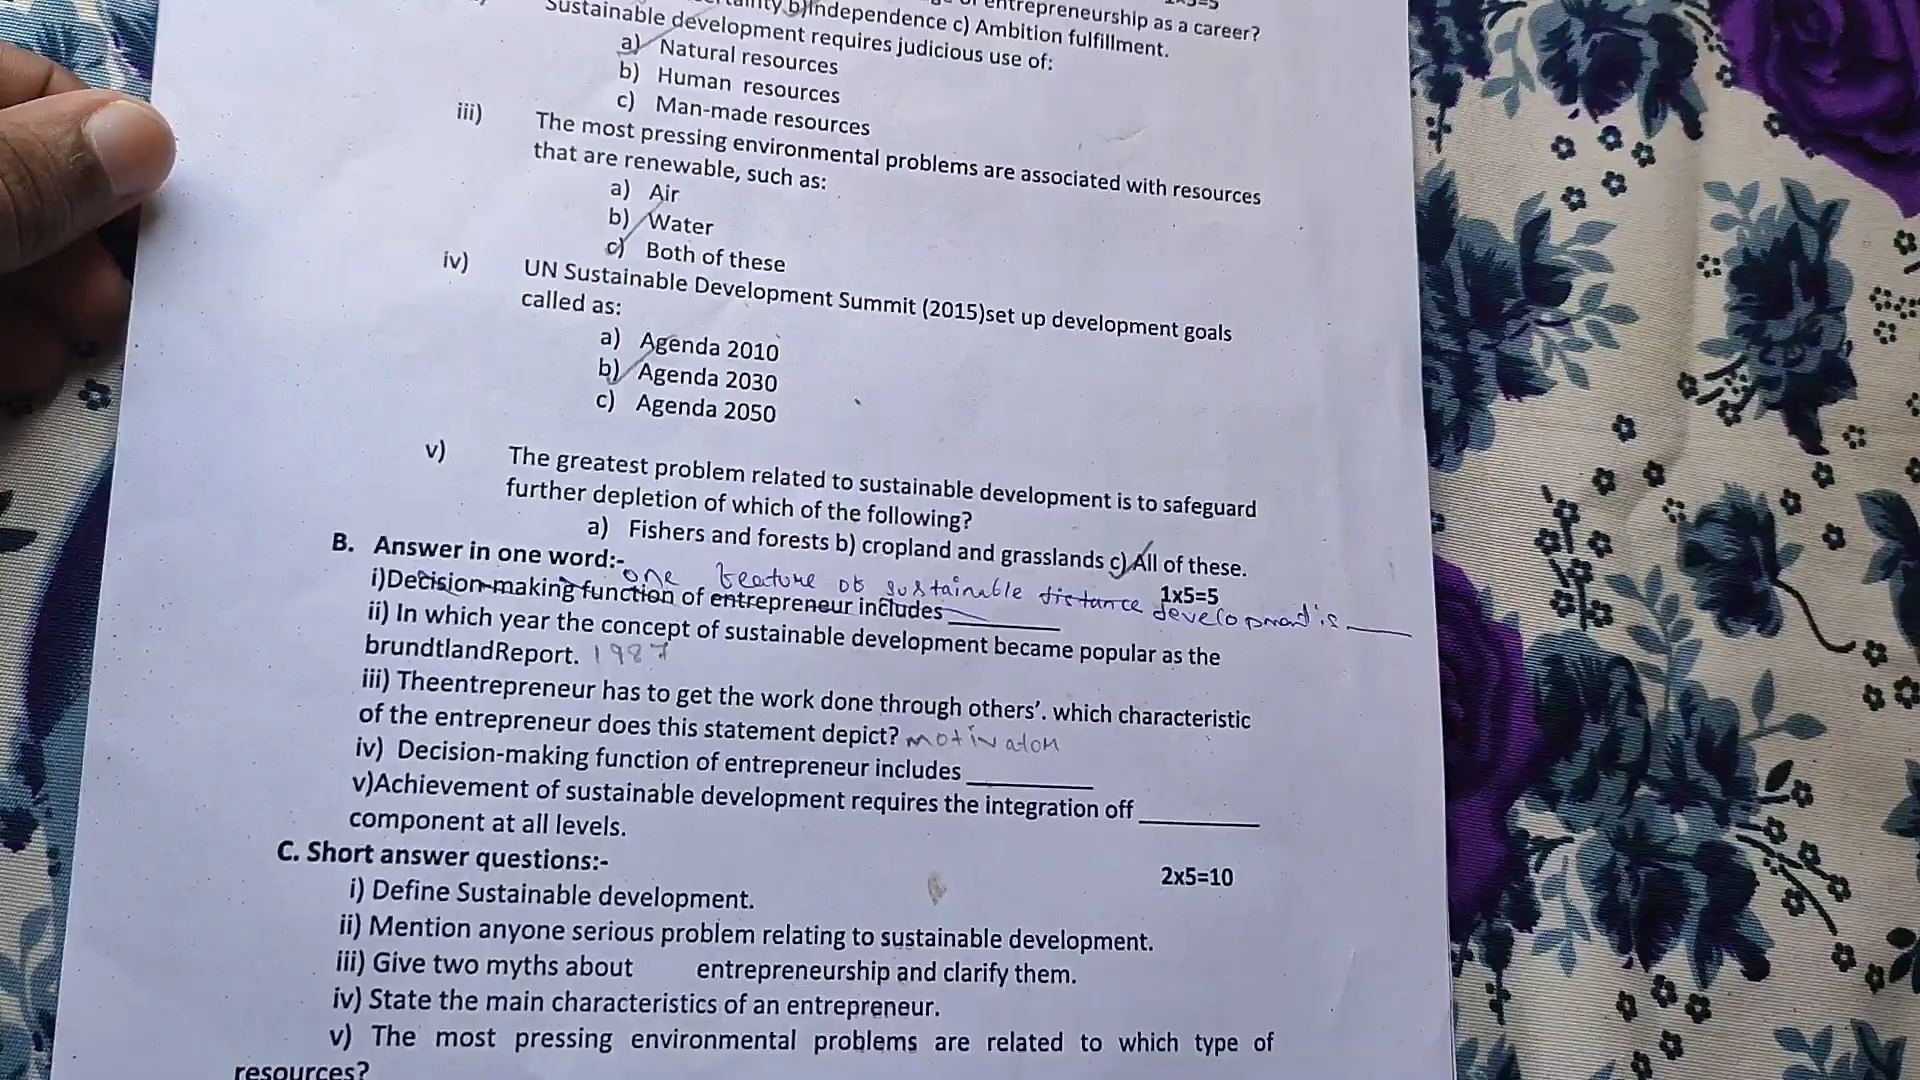 entrepreneurship as a career?
b)Independence c) Ambition fulfillment.
Sustainable development requires judicious use of:
a) Natural resources
b) Human resources
c) Man-made resources
iii) The most pressing environmental problems are associated with resources
that are renewable, such as:
a) Air
b) Water
c) Both of these
iv) UN Sustainable Development Summit (2015)set up development goals
called as:
a) Agenda 2010
b) Agenda 2030
c) Agenda 2050
v) The greatest problem related to sustainable development is to safeguard
further depletion of which of the following?
a) Fishers and forests b) cropland and grasslands c) All of these.
B. Answer in one word:- 1x5=5
one feature of sustainable distance development is
i)Decision-making function of entrepreneur includes
ii) In which year the concept of sustainable development became popular as the
brundtlandReport. 1987
iii) Theentrepreneur has to get the work done through others'. which characteristic
of the entrepreneur does this statement depict? motivator
iv) Decision-making function of entrepreneur includes
v)Achievement of sustainable development requires the integration off
component at all levels.
C. Short answer questions:- 2x5=10
i) Define Sustainable development.
ii) Mention anyone serious problem relating to sustainable development.
iii) Give two myths about entrepreneurship and clarify them.
iv) State the main characteristics of an entrepreneur.
v) The most pressing environmental problems are related to which type of
resources?